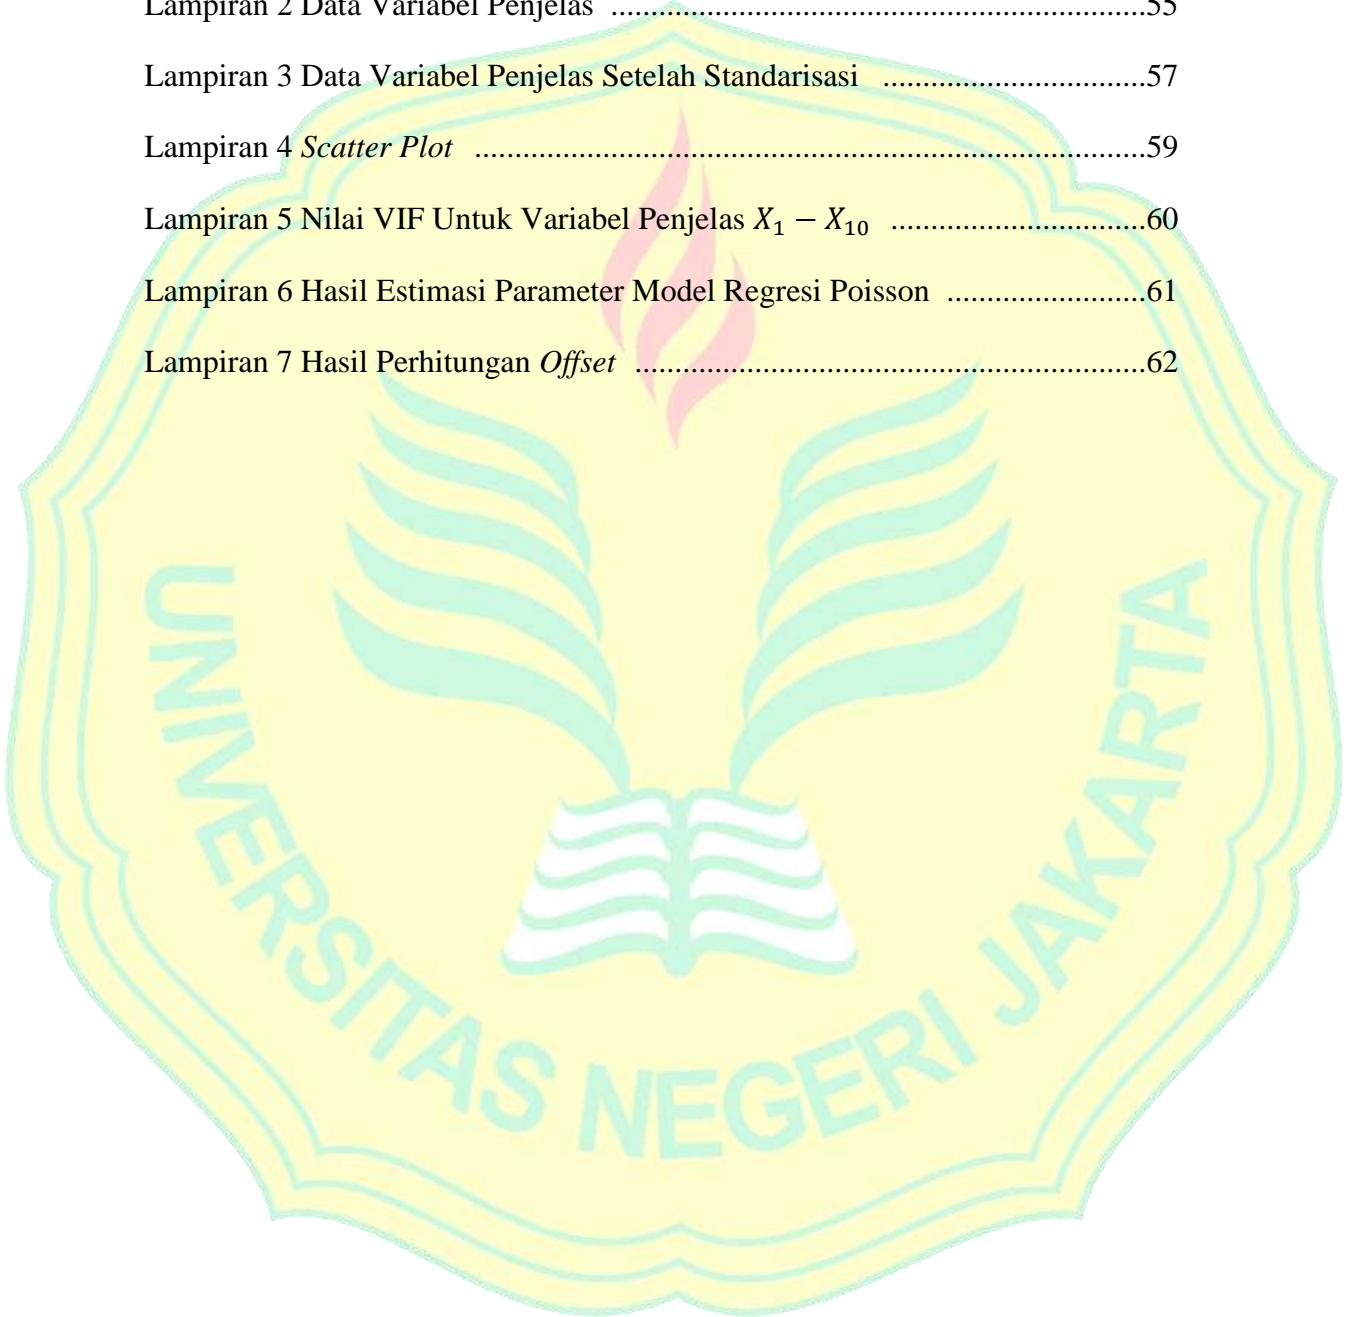 Lampiran 2 Data Variabel Penjelas ........................................................................55
Lampiran 3 Data Variabel Penjelas Setelah Standarisasi ...................................57
Lampiran 4 Scatter Plot .........................................................................................59
Lampiran 5 Nilai VIF Untuk Variabel Penjelas X₁ − X₁₀ ..................................60
Lampiran 6 Hasil Estimasi Parameter Model Regresi Poisson ..........................61
Lampiran 7 Hasil Perhitungan Offset ....................................................................62
UNIVERSITAS NEGERI JAKARTA